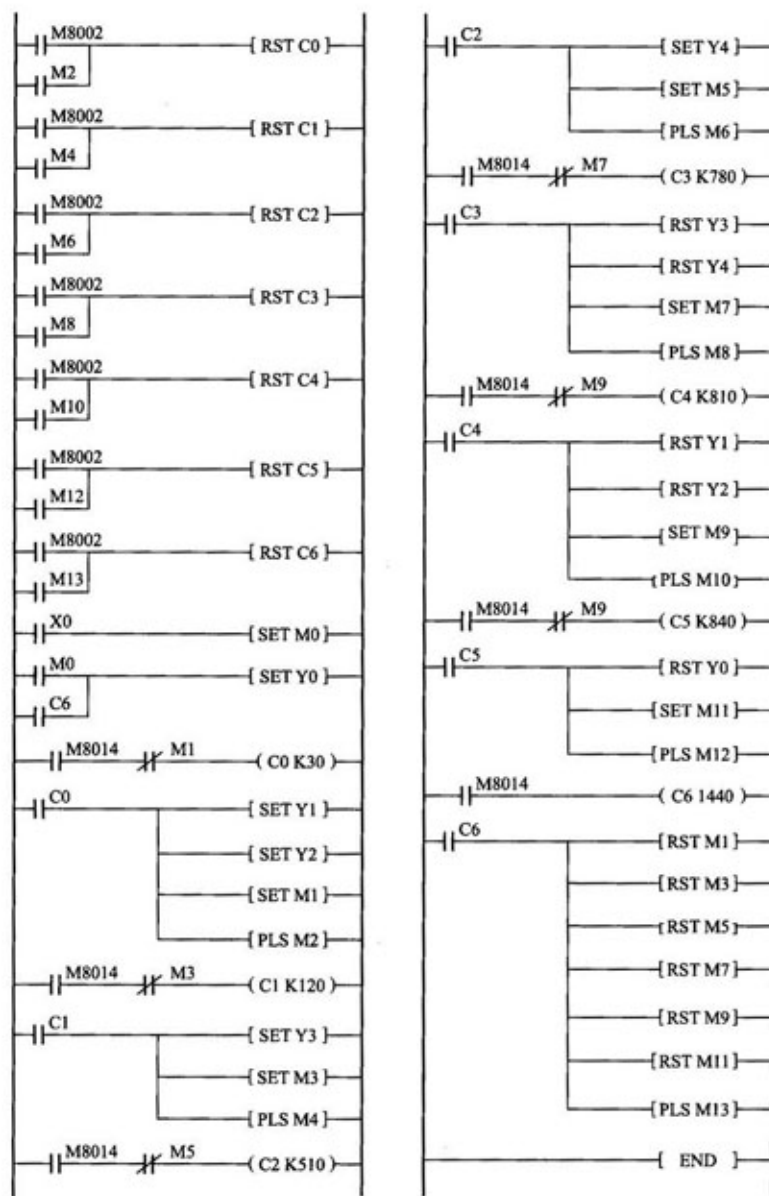 M8002
[ RST C0 ]
M2
M8002
[ RST C1 ]
M4
M8002
[ RST C2 ]
M6
M8002
[ RST C3 ]
M8
M8002
[ RST C4 ]
M10
M8002
[ RST C5 ]
M12
M8002
[ RST C6 ]
M13
X0
[ SET M0 ]
M0
[ SET Y0 ]
C6
M8014 M1
( C0 K30 )
C0
[ SET Y1 ]
[ SET Y2 ]
[ SET M1 ]
[ PLS M2 ]
M8014 M3
( C1 K120 )
C1
[ SET Y3 ]
[ SET M3 ]
[ PLS M4 ]
M8014 M5
( C2 K510 )
C2
[ SET Y4 ]
[ SET M5 ]
[ PLS M6 ]
M8014 M7
( C3 K780 )
C3
[ RST Y3 ]
[ RST Y4 ]
[ SET M7 ]
[ PLS M8 ]
M8014 M9
( C4 K810 )
C4
[ RST Y1 ]
[ RST Y2 ]
[ SET M9 ]
[ PLS M10 ]
M8014 M9
( C5 K840 )
C5
[ RST Y0 ]
[ SET M11 ]
[ PLS M12 ]
M8014
( C6 1440 )
C6
[ RST M1 ]
[ RST M3 ]
[ RST M5 ]
[ RST M7 ]
[ RST M9 ]
[ RST M11 ]
[ PLS M13 ]
[ END ]